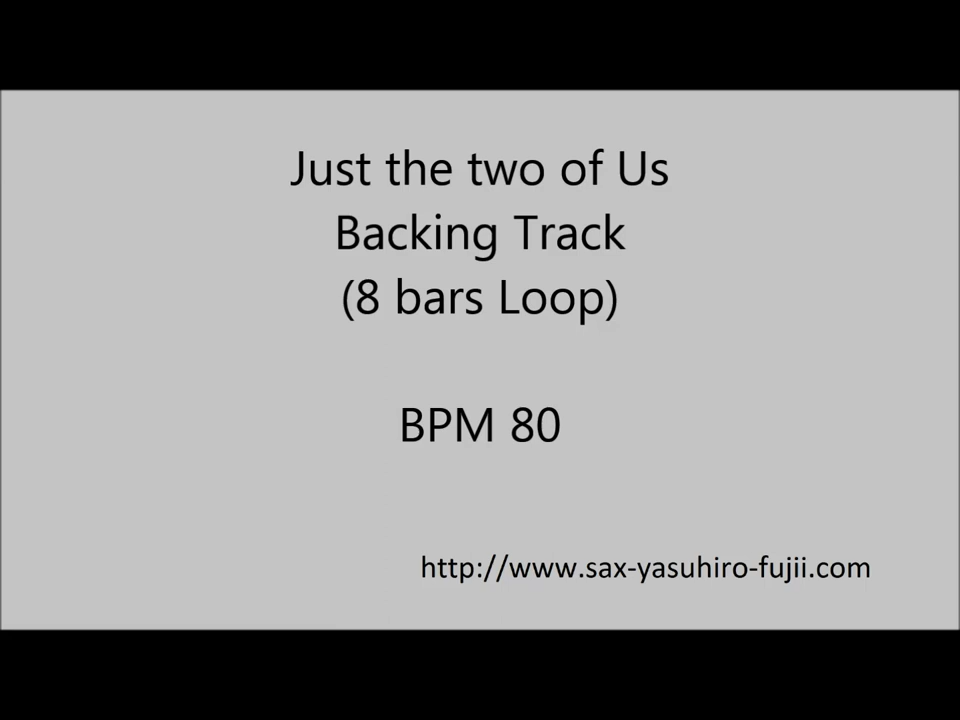 Just the two of Us
Backing Track
(8 bars Loop)
BPM 80
http://www.sax-yasuhiro-fujii.com